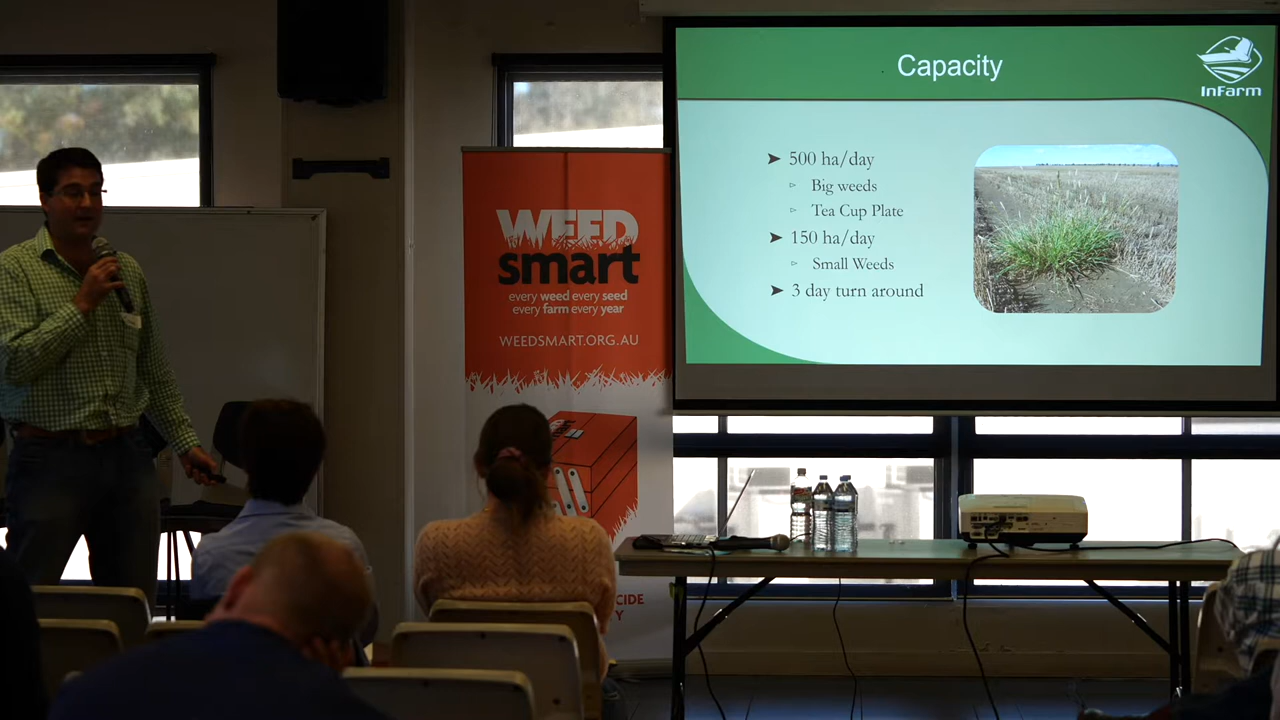 Capacity
InFarm
➤ 500 ha/day
▹ Big weeds
▹ Tea Cup Plate
➤ 150 ha/day
▹ Small Weeds
➤ 3 day turn around
WEED
smart
every weed every seed
every farm every year
WEEDSMART.ORG.AU
CIDE
Y